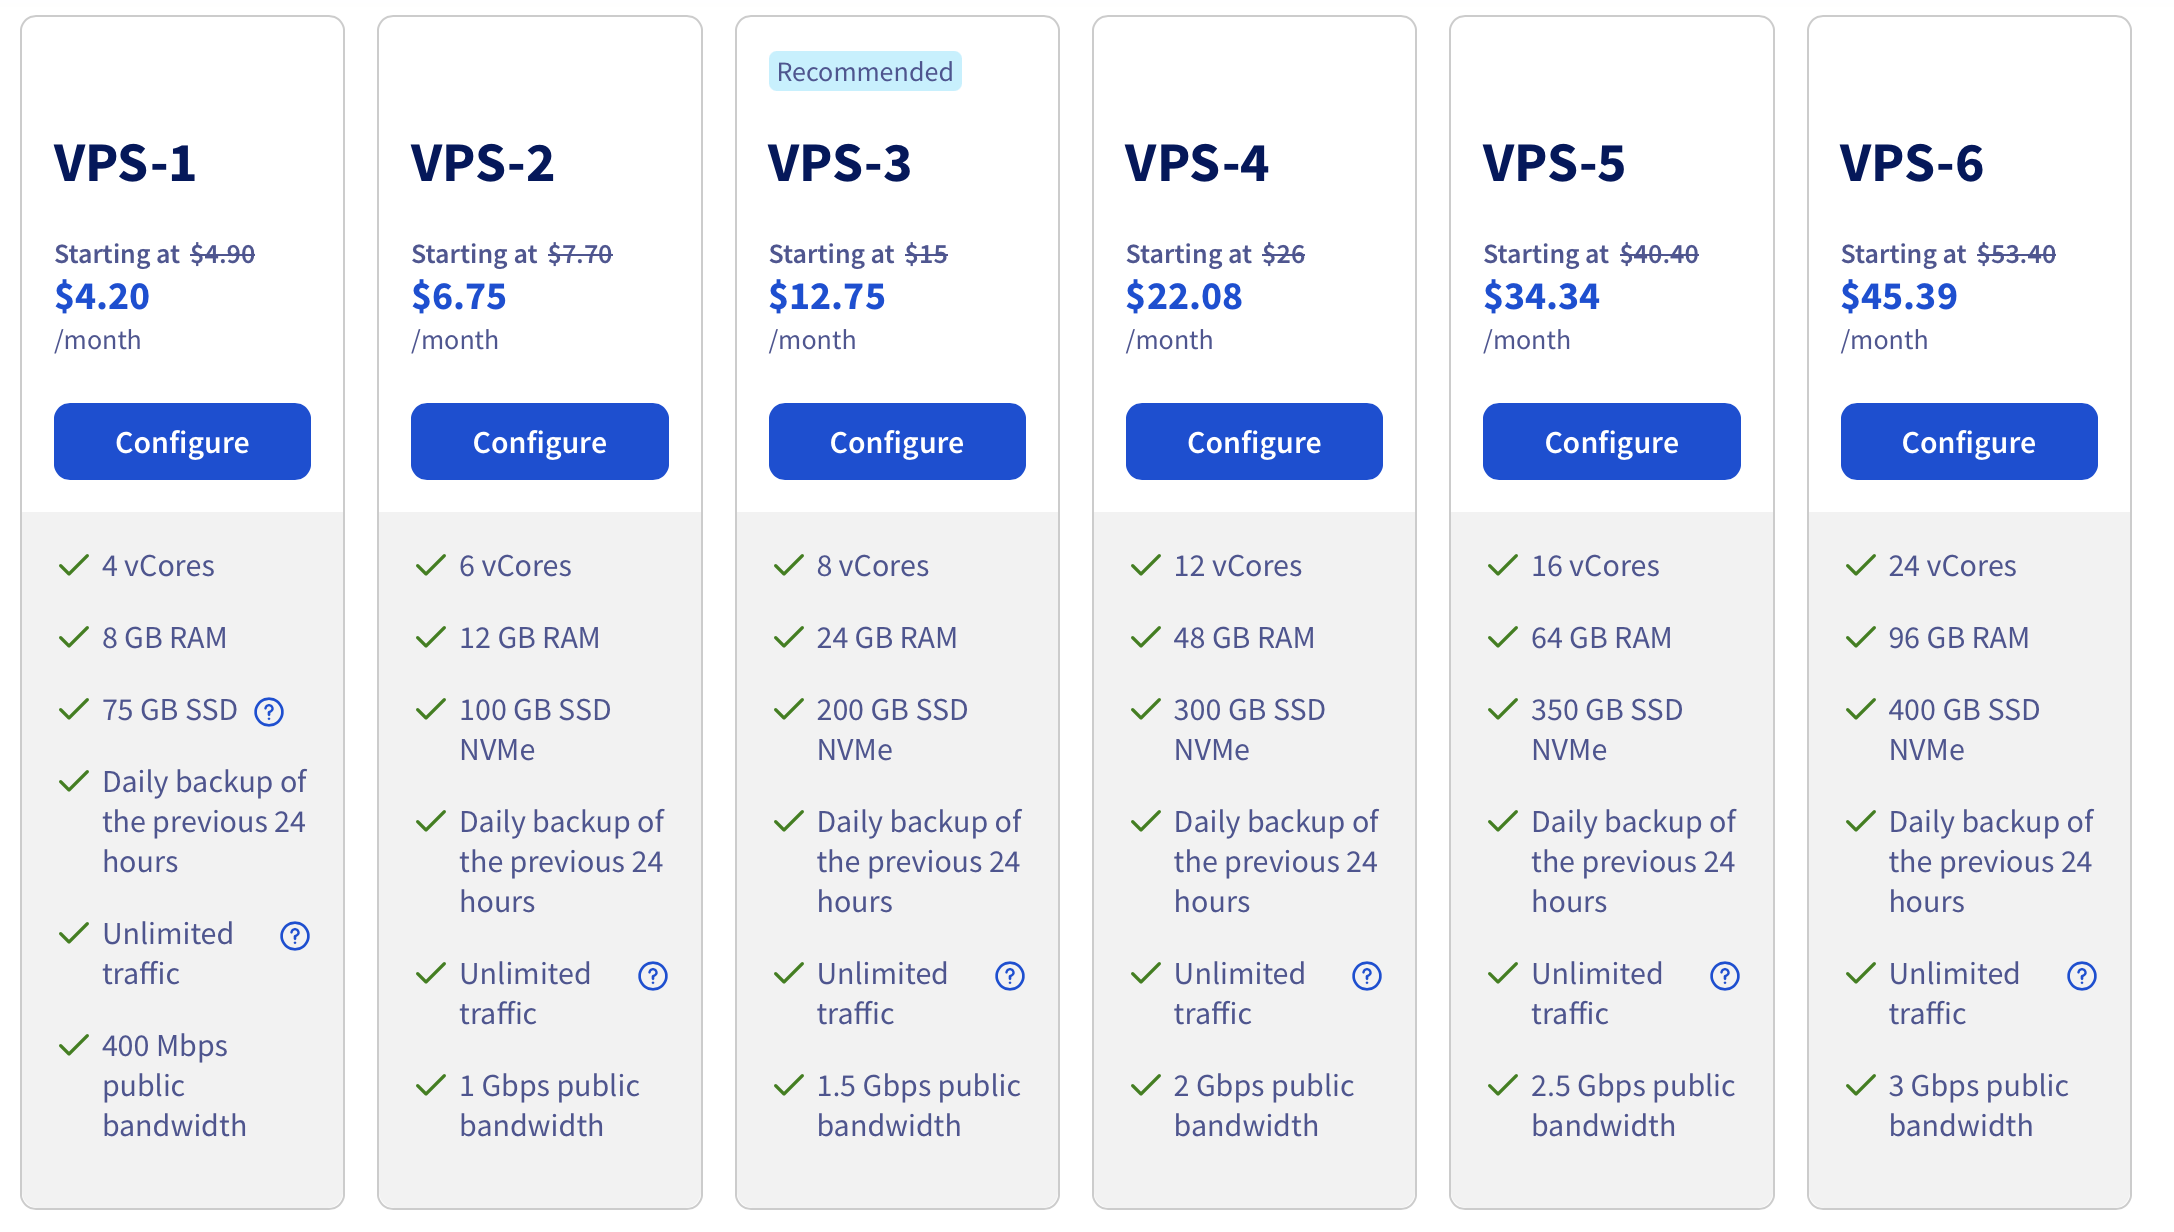 VPS-1
Starting at $4.90
$4.20
/month
Configure
4 vCores
8 GB RAM
75 GB SSD
Daily backup of
the previous 24
hours
Unlimited
traffic
400 Mbps
public
bandwidth
VPS-2
Starting at $7.70
$6.75
/month
Configure
6 vCores
12 GB RAM
100 GB SSD
NVMe
Daily backup of
the previous 24
hours
Unlimited
traffic
1 Gbps public
bandwidth
Recommended
VPS-3
Starting at $15
$12.75
/month
Configure
8 vCores
24 GB RAM
200 GB SSD
NVMe
Daily backup of
the previous 24
hours
Unlimited
traffic
1.5 Gbps public
bandwidth
VPS-4
Starting at $26
$22.08
/month
Configure
12 vCores
48 GB RAM
300 GB SSD
NVMe
Daily backup of
the previous 24
hours
Unlimited
traffic
2 Gbps public
bandwidth
VPS-5
Starting at $40.40
$34.34
/month
Configure
16 vCores
64 GB RAM
350 GB SSD
NVMe
Daily backup of
the previous 24
hours
Unlimited
traffic
2.5 Gbps public
bandwidth
VPS-6
Starting at $53.40
$45.39
/month
Configure
24 vCores
96 GB RAM
400 GB SSD
NVMe
Daily backup of
the previous 24
hours
Unlimited
traffic
3 Gbps public
bandwidth